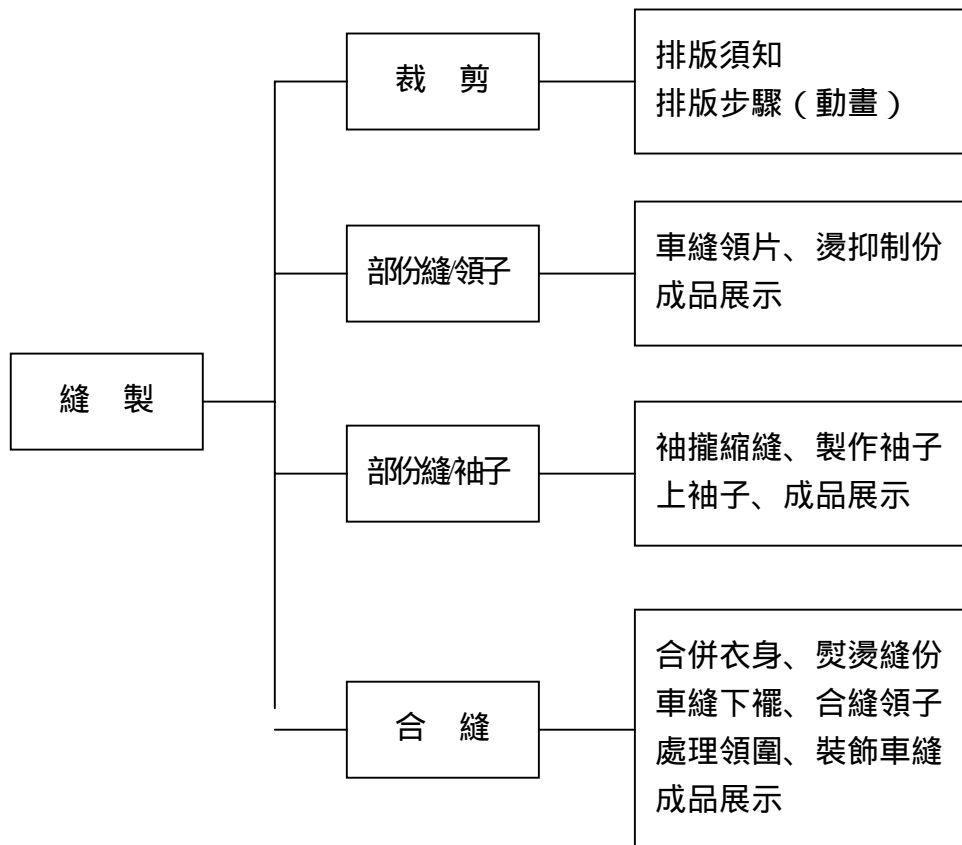 縫　製
裁　剪
排版須知
排版步驟（動畫）
部份縫/領子
車縫領片、燙抑制份
成品展示
部份縫/袖子
袖攏縮縫、製作袖子
上袖子、成品展示
合　縫
合併衣身、熨燙縫份
車縫下襬、合縫領子
處理領圍、裝飾車縫
成品展示